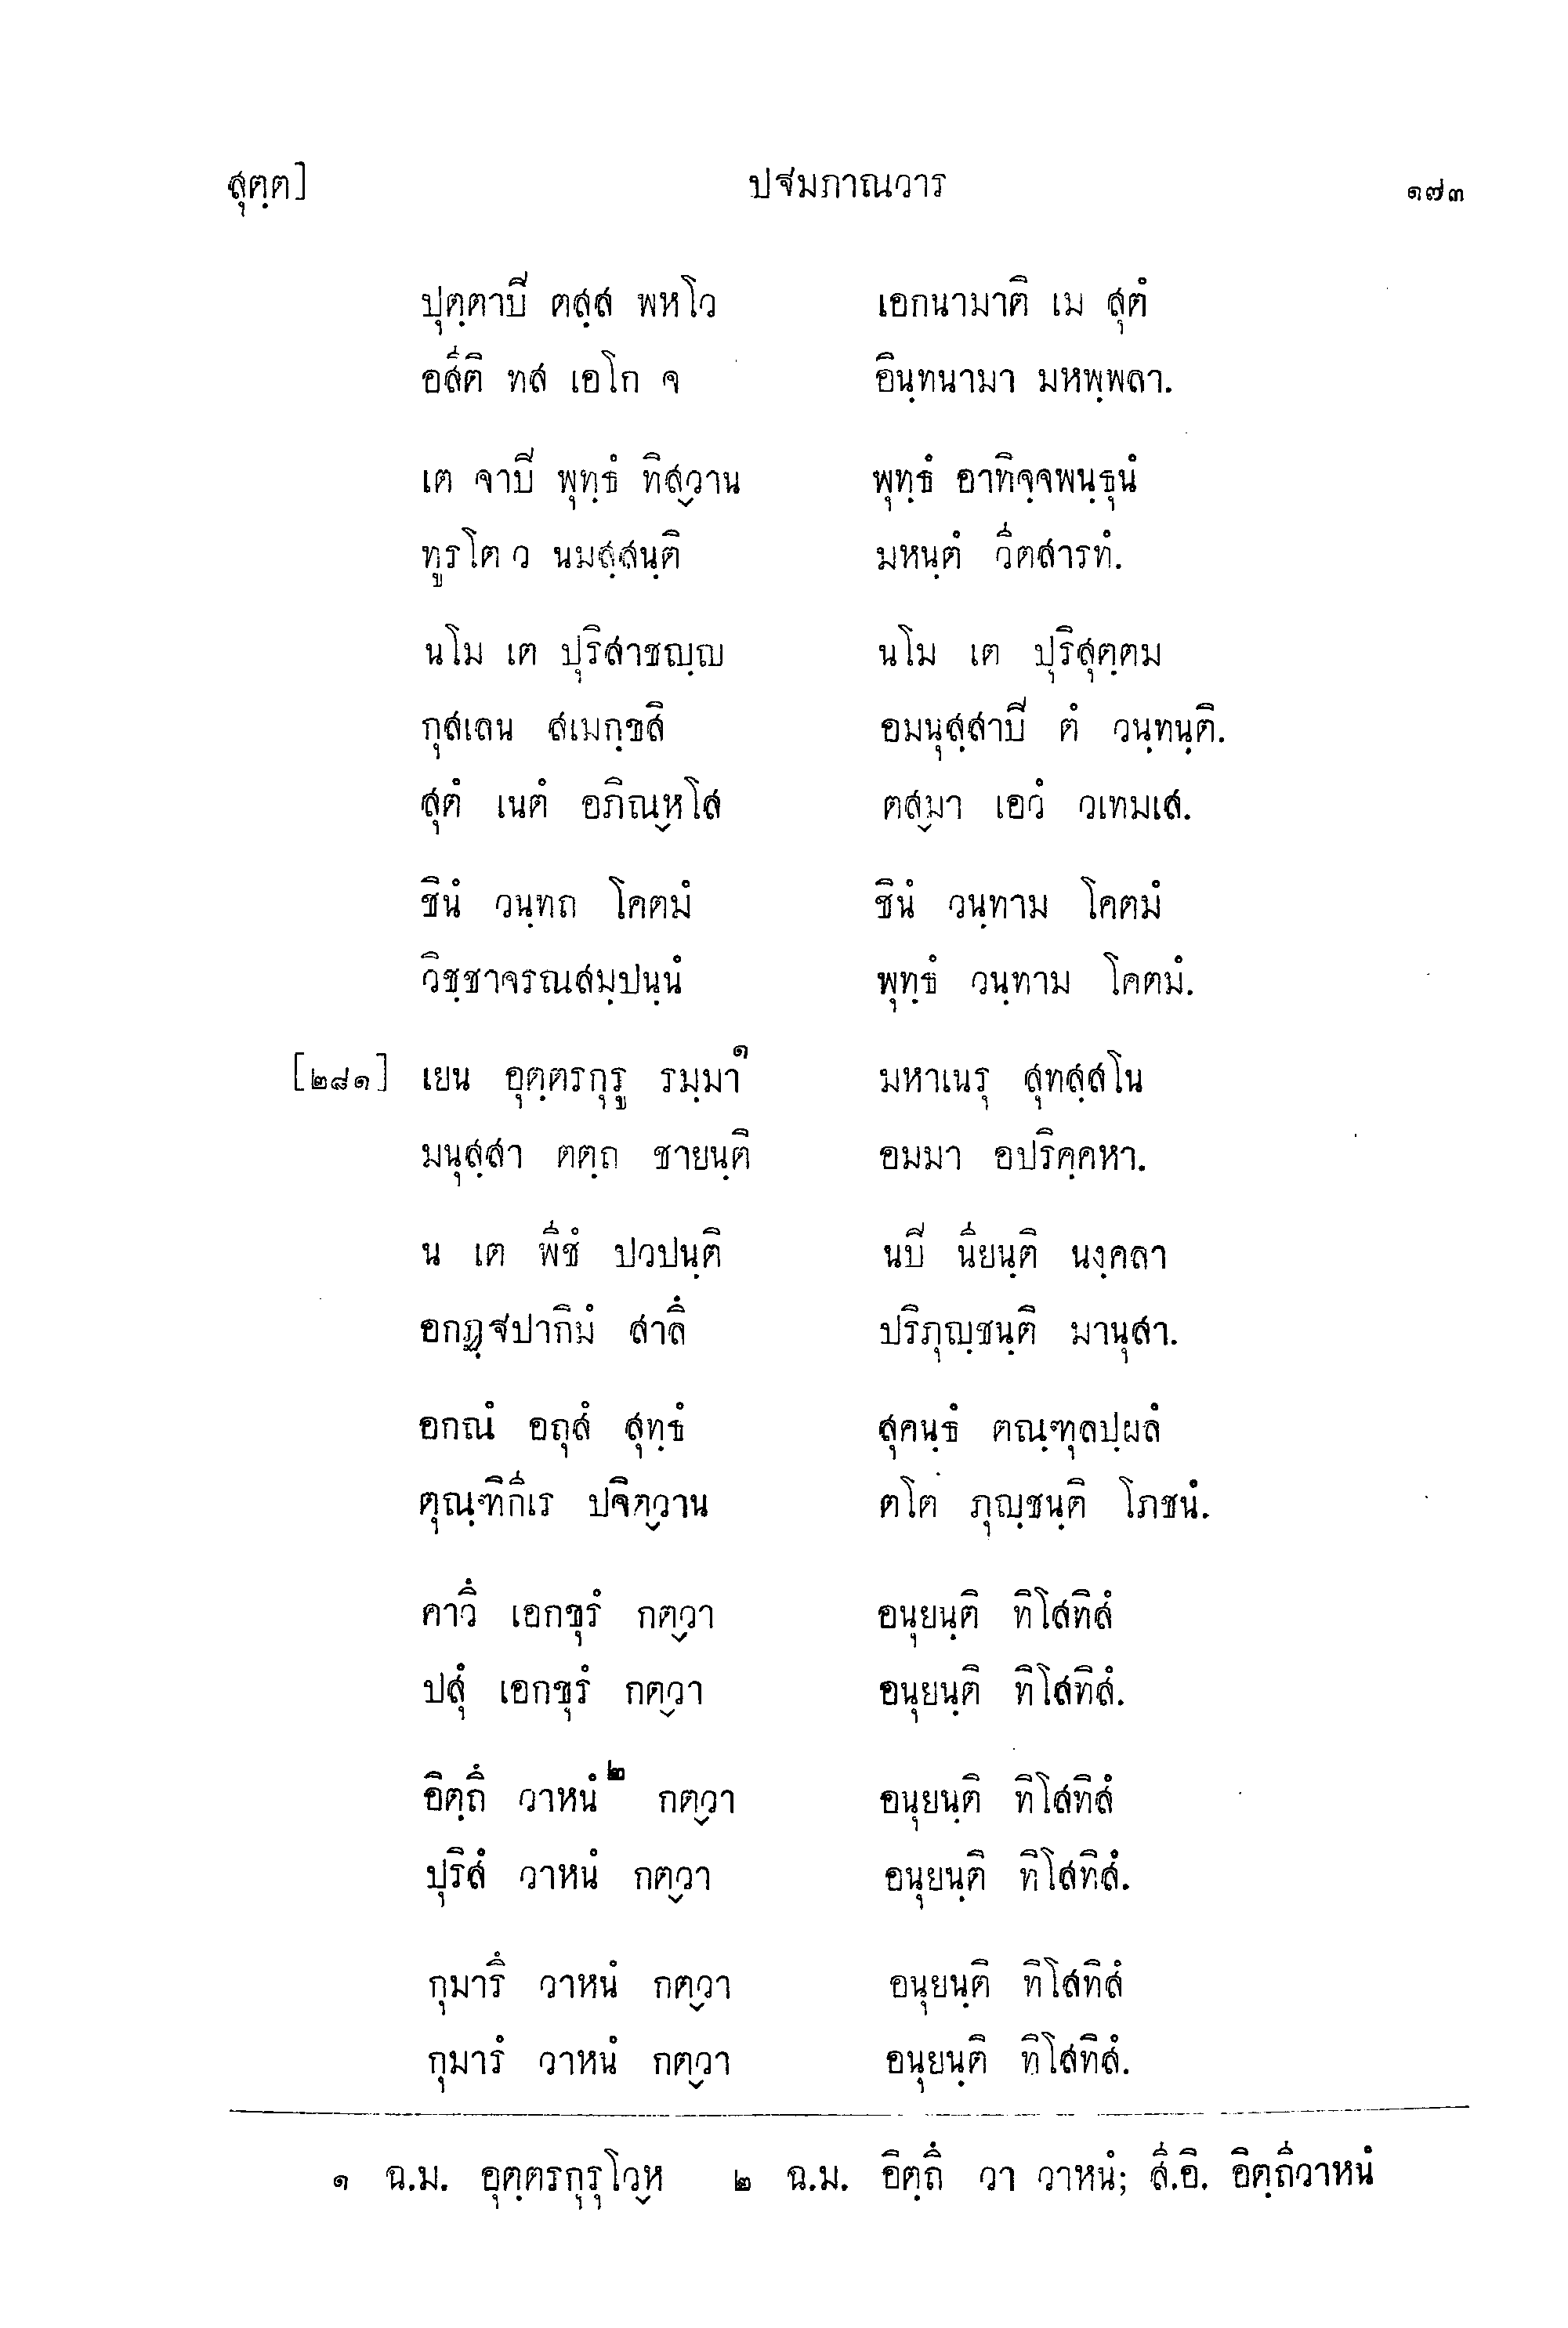 สุตฺต] ปฐมภาณวาร ๑๗๓
ปุตฺตาปิ ตสฺส พหโว เอกนามาติ เม สุตํ
อสีติ ทส เอโก จ อินฺทนามา มหพฺพลา.
เต จาปิ พุทฺธํ ทิสฺวาน พุทฺธํ อาทิจฺจพนฺธุนํ
ทูรโต ว นมสฺสนฺติ มหนฺตํ วีตสารทํ.
นโม เต ปุริสาชญฺญ นโม เต ปุริสุตฺตม
กุสเลน สเมกฺขสิ อมนุสฺสาปิ ตํ วนฺทนฺติ.
สุตํ เนตํ อภิณฺหโส ตสฺมา เอวํ วเทมเส.
ชินํ วนฺทถ โคตมํ ชินํ วนฺทาม โคตมํ
วิชฺชาจรณสมฺปนฺนํ พุทฺธํ วนฺทาม โคตมํ.
[๒๘๑] เยน อุตฺตรกุรู รมฺมา๑ มหาเนรุ สุทสฺสโน
มนุสฺสา ตตฺถ ชายนฺติ อมมา อปริคฺคหา.
น เต พีชํ ปวปนฺติ นปิ นียนฺติ นงฺคลา
อกฏฺฐปากิมํ สาลึ ปริภุญฺชนฺติ มานุสา.
อกณํ อถุสํ สุทฺธํ สุคนฺธํ ตณฺฑุลปฺผลํ
ตุณฺฑิกีเร ปจิตฺวาน ตโต ภุญฺชนฺติ โภชนํ.
คาวึ เอกขุรํ กตฺวา อนุยนฺติ ทิโสทิสํ
ปสุํ เอกขุรํ กตฺวา อนุยนฺติ ทิโสทิสํ.
อิตฺถึ วาหนํ๒ กตฺวา อนุยนฺติ ทิโสทิสํ
ปุริสํ วาหนํ กตฺวา อนุยนฺติ ทิโสทิสํ.
กุมารึ วาหนํ กตฺวา อนุยนฺติ ทิโสทิสํ
กุมารํ วาหนํ กตฺวา อนุยนฺติ ทิโสทิสํ.
๑ ฉ.ม. อุตฺตรกุรุโวฺห ๒ ฉ.ม. อิตฺถึ วา วาหนํ; สี.อิ. อิตฺถีวาหนํ